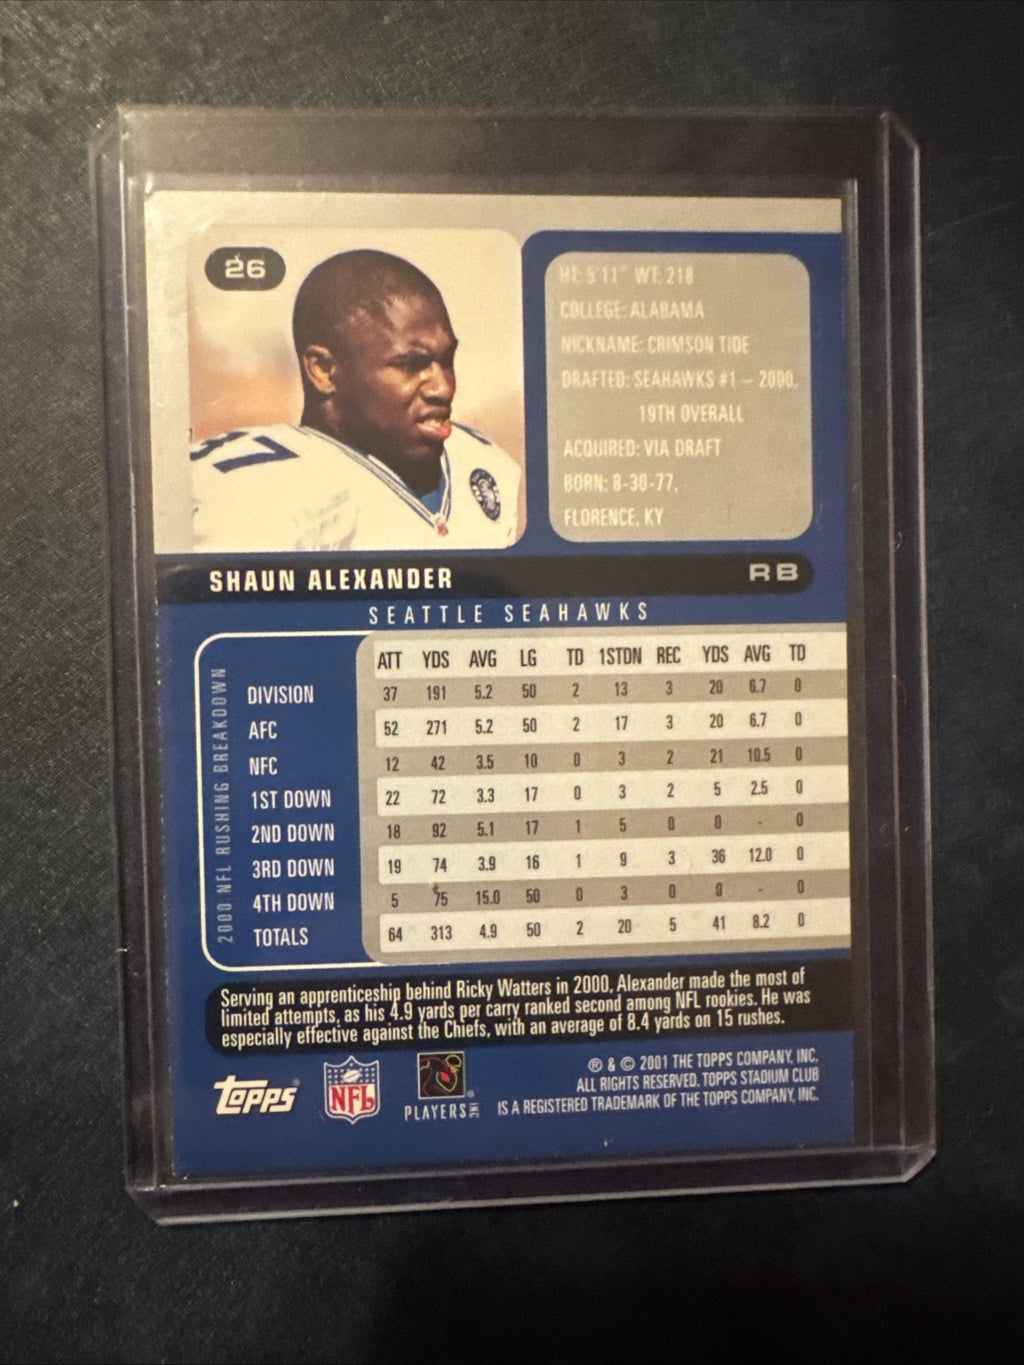 26
37
HT: 5'11" WT: 218
COLLEGE: ALABAMA
NICKNAME: CRIMSON TIDE
DRAFTED: SEAHAWKS #1 – 2000,
19TH OVERALL
ACQUIRED: VIA DRAFT
BORN: 8-30-77,
FLORENCE, KY
SHAUN ALEXANDER RB
SEATTLE SEAHAWKS
2000 NFL RUSHING BREAKDOWN
ATT YDS AVG LG TD 1STDN REC YDS AVG TD
DIVISION 37 191 5.2 50 2 13 3 20 6.7 0
AFC 52 271 5.2 50 2 17 3 20 6.7 0
NFC 12 42 3.5 10 0 3 2 21 10.5 0
1ST DOWN 22 72 3.3 17 0 3 2 5 2.5 0
2ND DOWN 18 92 5.1 17 1 5 0 0 - 0
3RD DOWN 19 74 3.9 16 1 9 3 36 12.0 0
4TH DOWN 5 75 15.0 50 0 3 0 0 - 0
TOTALS 64 313 4.9 50 2 20 5 41 8.2 0
Serving an apprenticeship behind Ricky Watters in 2000, Alexander made the most of
limited attempts, as his 4.9 yards per carry ranked second among NFL rookies. He was
especially effective against the Chiefs, with an average of 8.4 yards on 15 rushes.
Topps
NFL
PLAYERS INC
® & © 2001 THE TOPPS COMPANY, INC.
ALL RIGHTS RESERVED. TOPPS STADIUM CLUB
IS A REGISTERED TRADEMARK OF THE TOPPS COMPANY, INC.